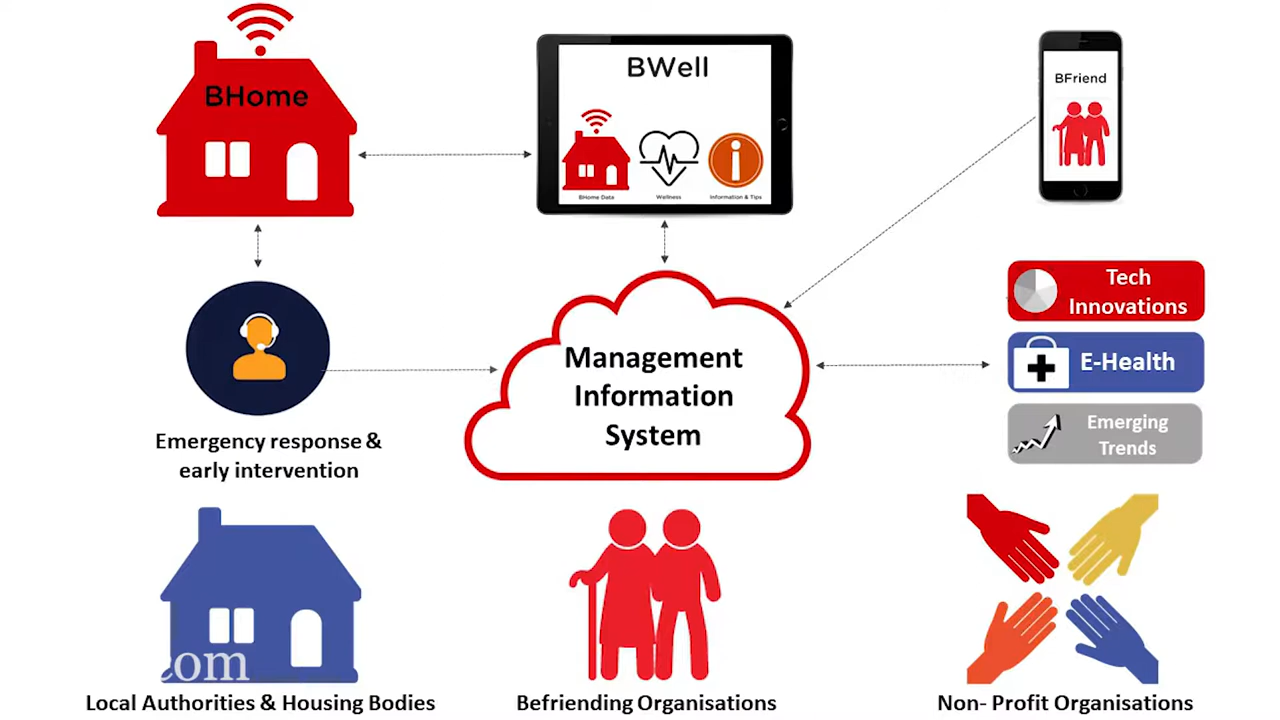 BHome
BWell
BHome Data
Wellness
Information & Tips
BFriend
Tech
Innovations
E-Health
Emerging
Trends
Management
Information
System
Emergency response &
early intervention
com
Local Authorities & Housing Bodies
Befriending Organisations
Non- Profit Organisations